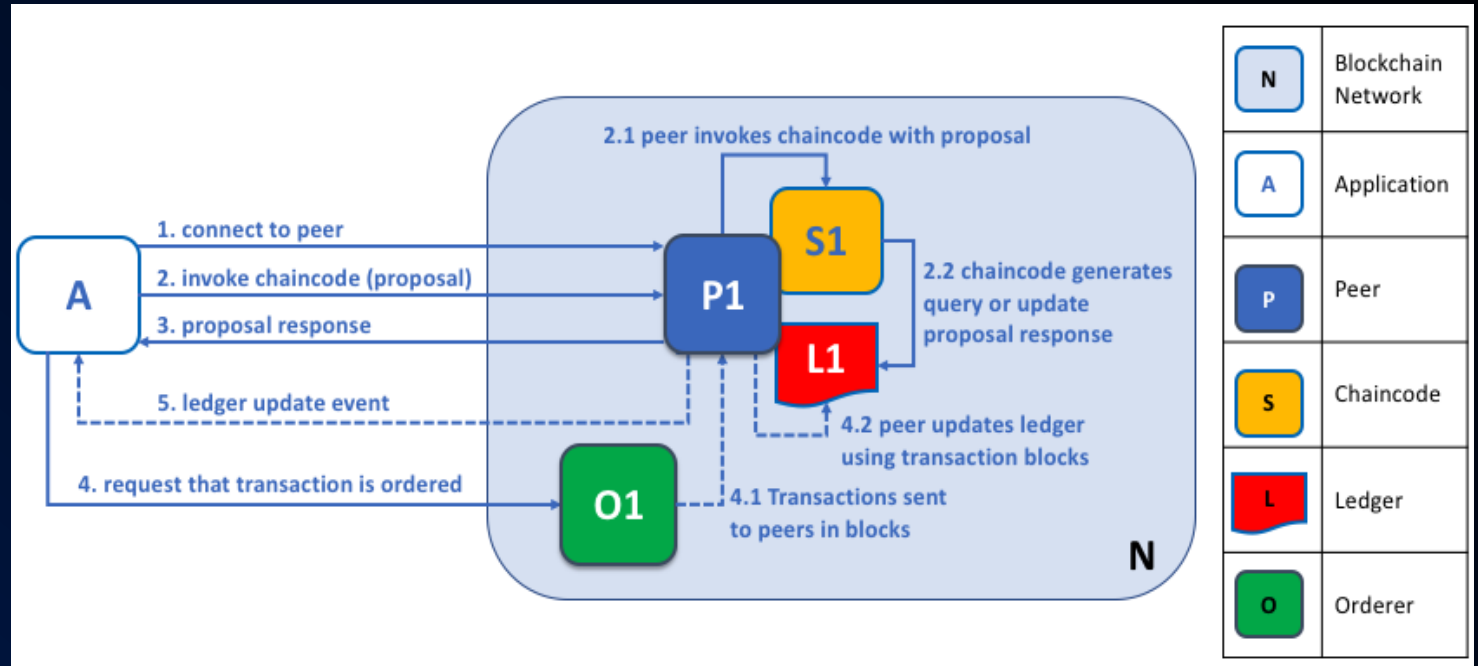 2.1 peer invokes chaincode with proposal
1. connect to peer
2. invoke chaincode (proposal)
3. proposal response
A
P1
S1
2.2 chaincode generates
query or update
proposal response
L1
5. ledger update event
4.2 peer updates ledger
using transaction blocks
4. request that transaction is ordered
O1
4.1 Transactions sent
to peers in blocks
N
N
Blockchain
Network
A
Application
P
Peer
S
Chaincode
L
Ledger
O
Orderer